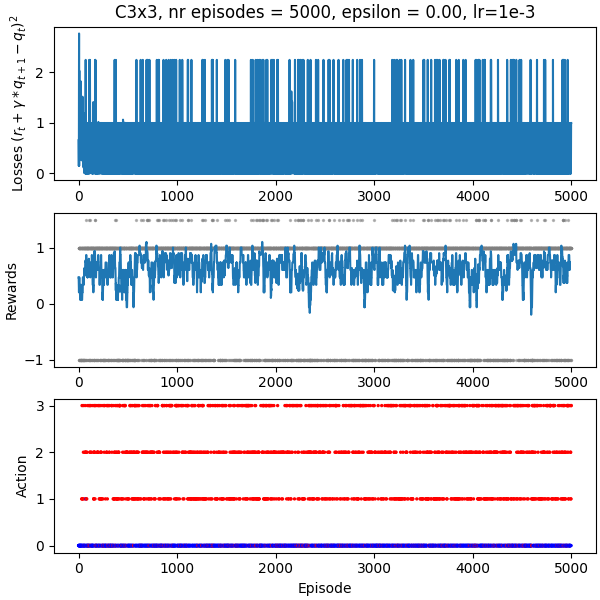 C3x3, nr episodes = 5000, epsilon = 0.00, lr=1e-3
Losses $(r_t + \gamma * q_{t+1} - q_t)^2$
2
1
0
0 1000 2000 3000 4000 5000
Rewards
1
0
−1
0 1000 2000 3000 4000 5000
Action
3
2
1
0
0 1000 2000 3000 4000 5000
Episode